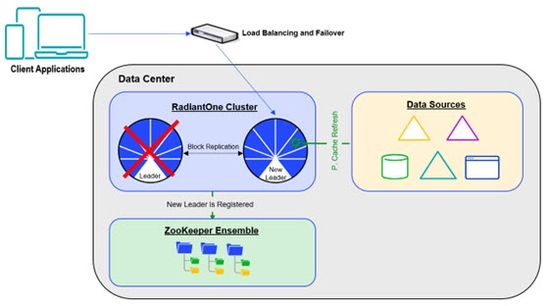 Load Balancing and Failover
Client Applications
Data Center
RadiantOne Cluster
Data Sources
Block Replication
Leader
New
Leader
P. Cache Refresh
New Leader is Registered
ZooKeeper Ensemble